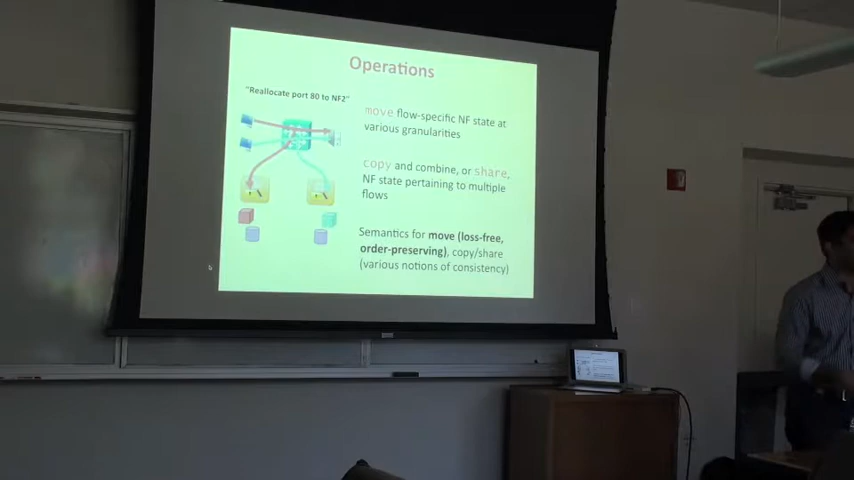 Operations
"Reallocate port 80 to NF2"
move flow-specific NF state at
various granularities
copy and combine, or share,
NF state pertaining to multiple
flows
Semantics for move (loss-free,
order-preserving), copy/share
(various notions of consistency)